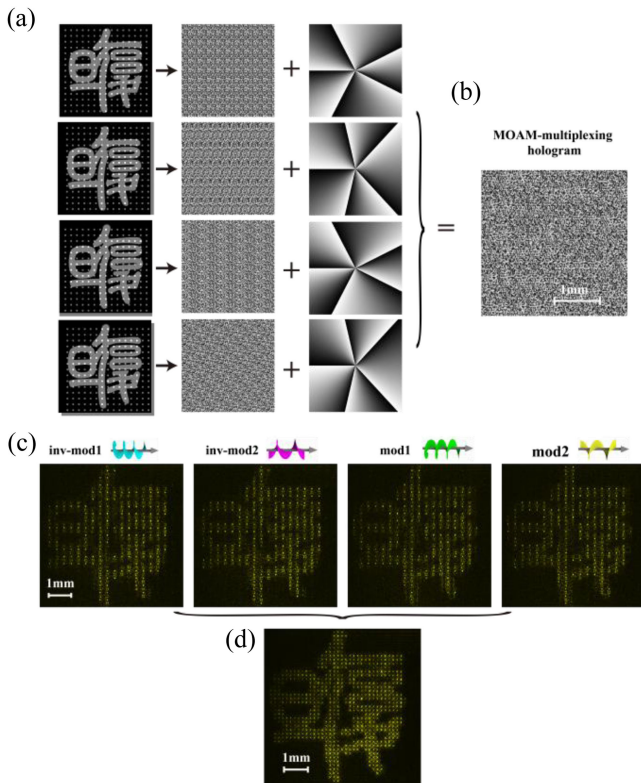 (a)
+
+
+
+
=
(b)
MOAM-multiplexing
hologram
1mm
(c)
inv-mod1 inv-mod2 mod1 mod2
1mm
(d)
1mm